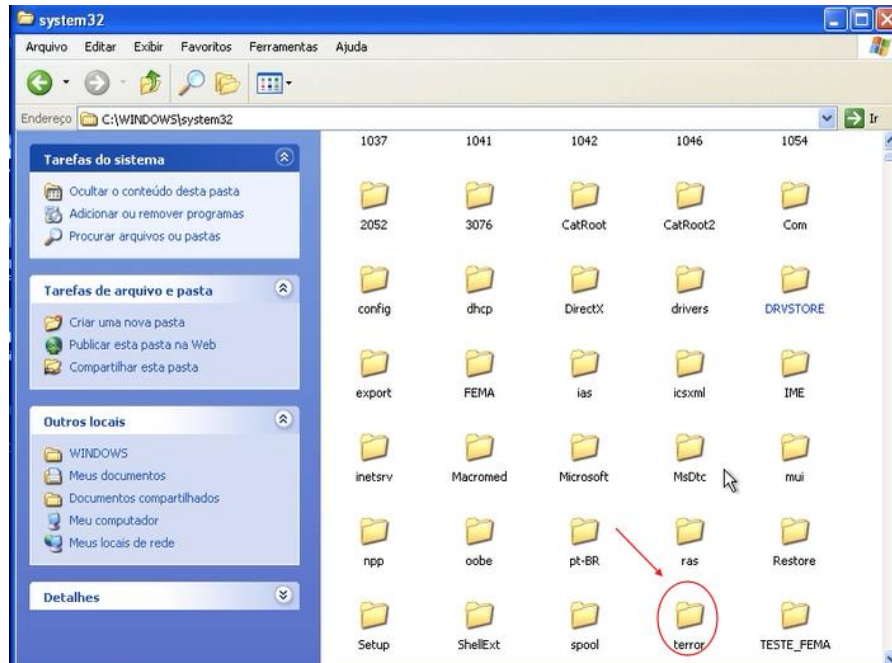 system32
Arquivo Editar Exibir Favoritos Ferramentas Ajuda
Endereço C:\WINDOWS\system32 Ir
Tarefas do sistema
Ocultar o conteúdo desta pasta
Adicionar ou remover programas
Procurar arquivos ou pastas
Tarefas de arquivo e pasta
Criar uma nova pasta
Publicar esta pasta na Web
Compartilhar esta pasta
Outros locais
WINDOWS
Meus documentos
Documentos compartilhados
Meu computador
Meus locais de rede
Detalhes
1037 1041 1042 1046 1054
2052 3076 CatRoot CatRoot2 Com
config dhcp DirectX drivers DRVSTORE
export FEMA ias icsxml IME
inetsrv Macromed Microsoft MsDtc mui
npp oobe pt-BR ras Restore
Setup ShellExt spool terror TESTE_FEMA